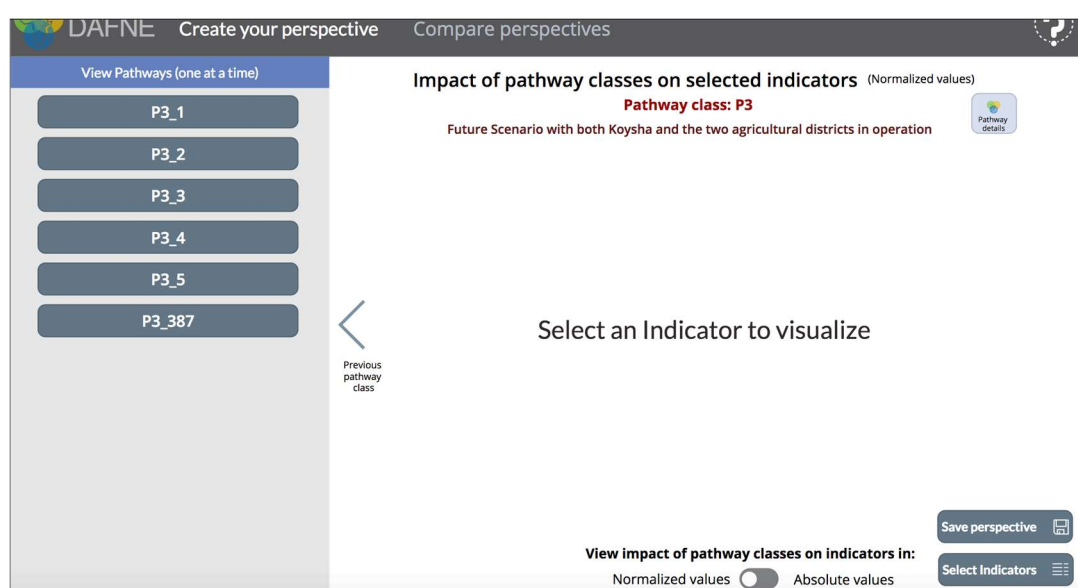 DAFNE Create your perspective Compare perspectives
View Pathways (one at a time)
P3_1
P3_2
P3_3
P3_4
P3_5
P3_387
Impact of pathway classes on selected indicators (Normalized values)
Pathway class: P3
Future Scenario with both Koysha and the two agricultural districts in operation
Pathway
details
Previous
pathway
class
Select an Indicator to visualize
Save perspective
View impact of pathway classes on indicators in:
Normalized values Absolute values
Select Indicators
?